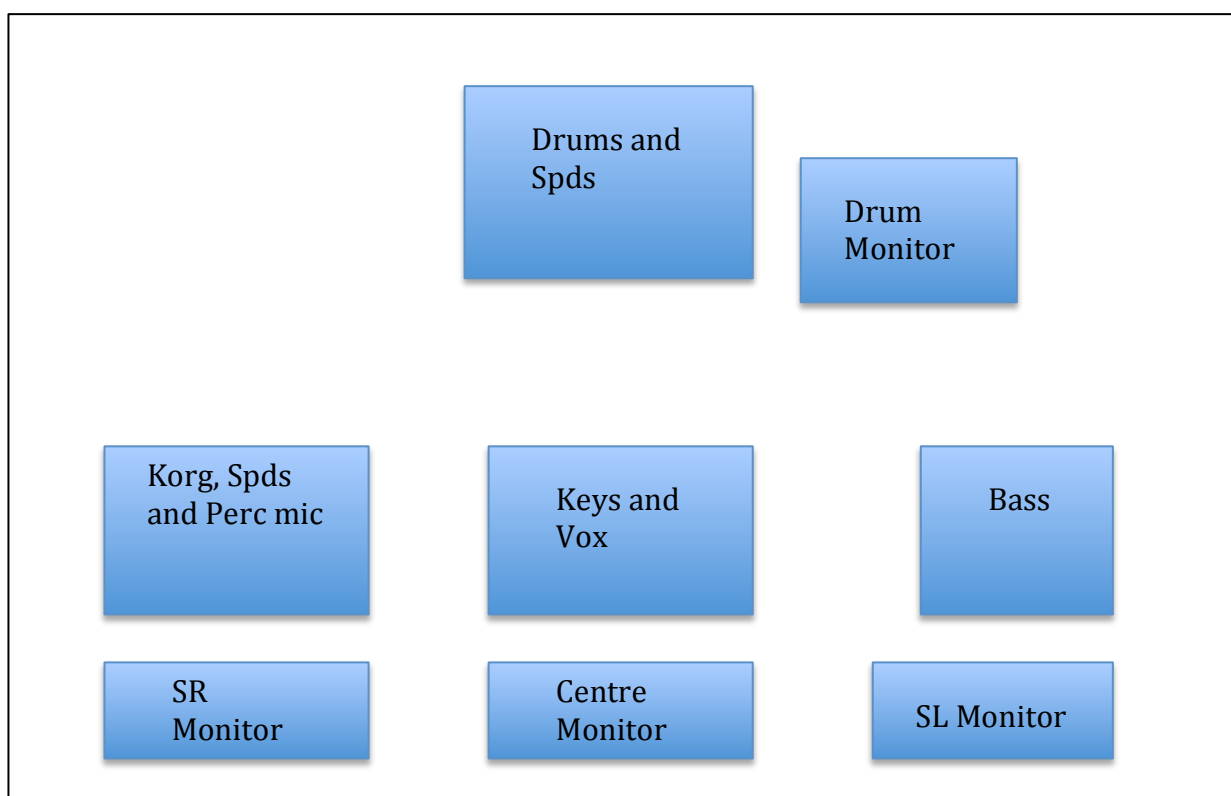 Drums and
Spds
Drum
Monitor
Korg, Spds
and Perc mic
Keys and
Vox
Bass
SR
Monitor
Centre
Monitor
SL Monitor